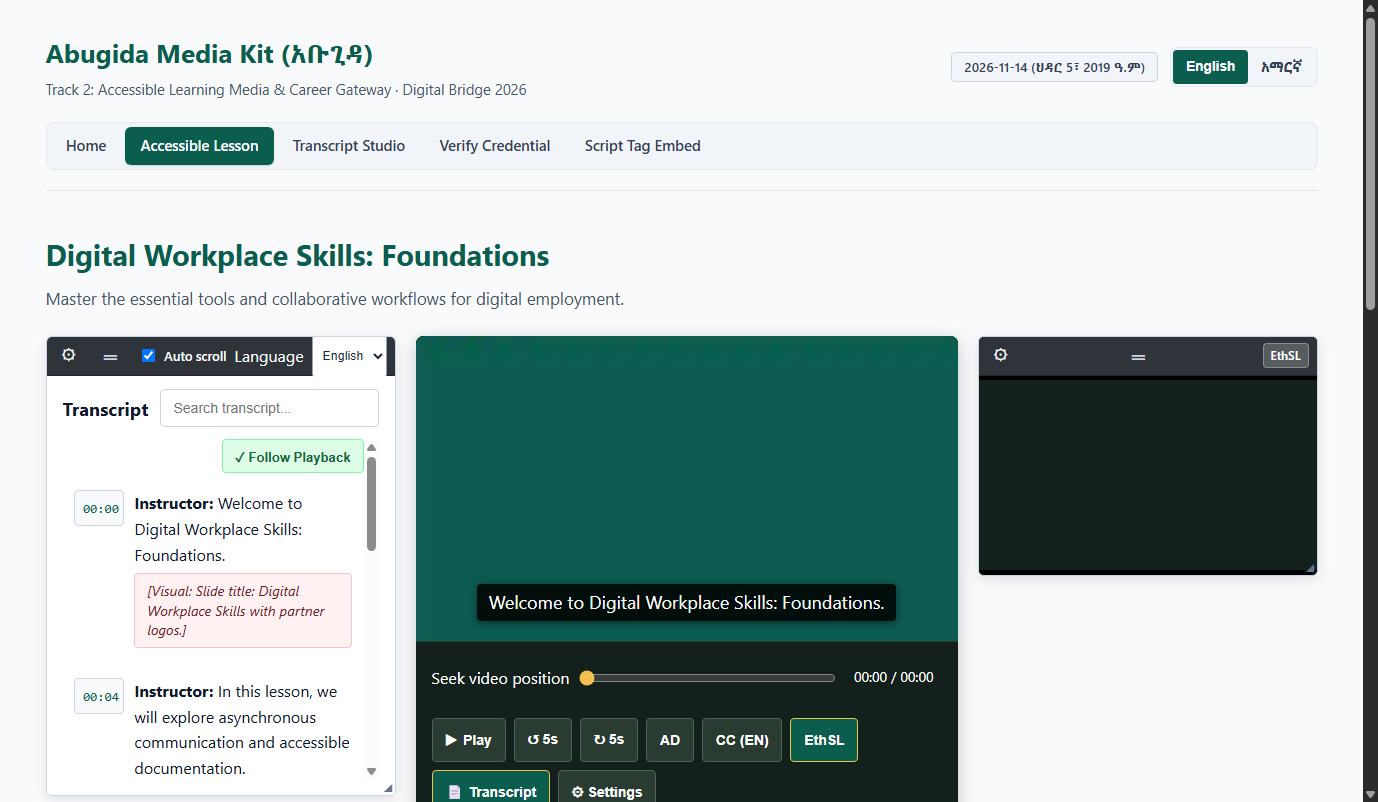 Abugida Media Kit (አቡጊዳ)
Track 2: Accessible Learning Media & Career Gateway · Digital Bridge 2026
2026-11-14 (ህዳር 5፣ 2019 ዓ.ም)
English
አማርኛ
Home
Accessible Lesson
Transcript Studio
Verify Credential
Script Tag Embed
Digital Workplace Skills: Foundations
Master the essential tools and collaborative workflows for digital employment.
Auto scroll
Language
English
Transcript
Search transcript...
✓ Follow Playback
00:00
Instructor: Welcome to
Digital Workplace Skills:
Foundations.
[Visual: Slide title: Digital
Workplace Skills with partner
logos.]
00:04
Instructor: In this lesson, we
will explore asynchronous
communication and accessible
documentation.
Welcome to Digital Workplace Skills: Foundations.
Seek video position
00:00 / 00:00
▶ Play
↺ 5s
↻ 5s
AD
CC (EN)
EthSL
Transcript
⚙ Settings
EthSL